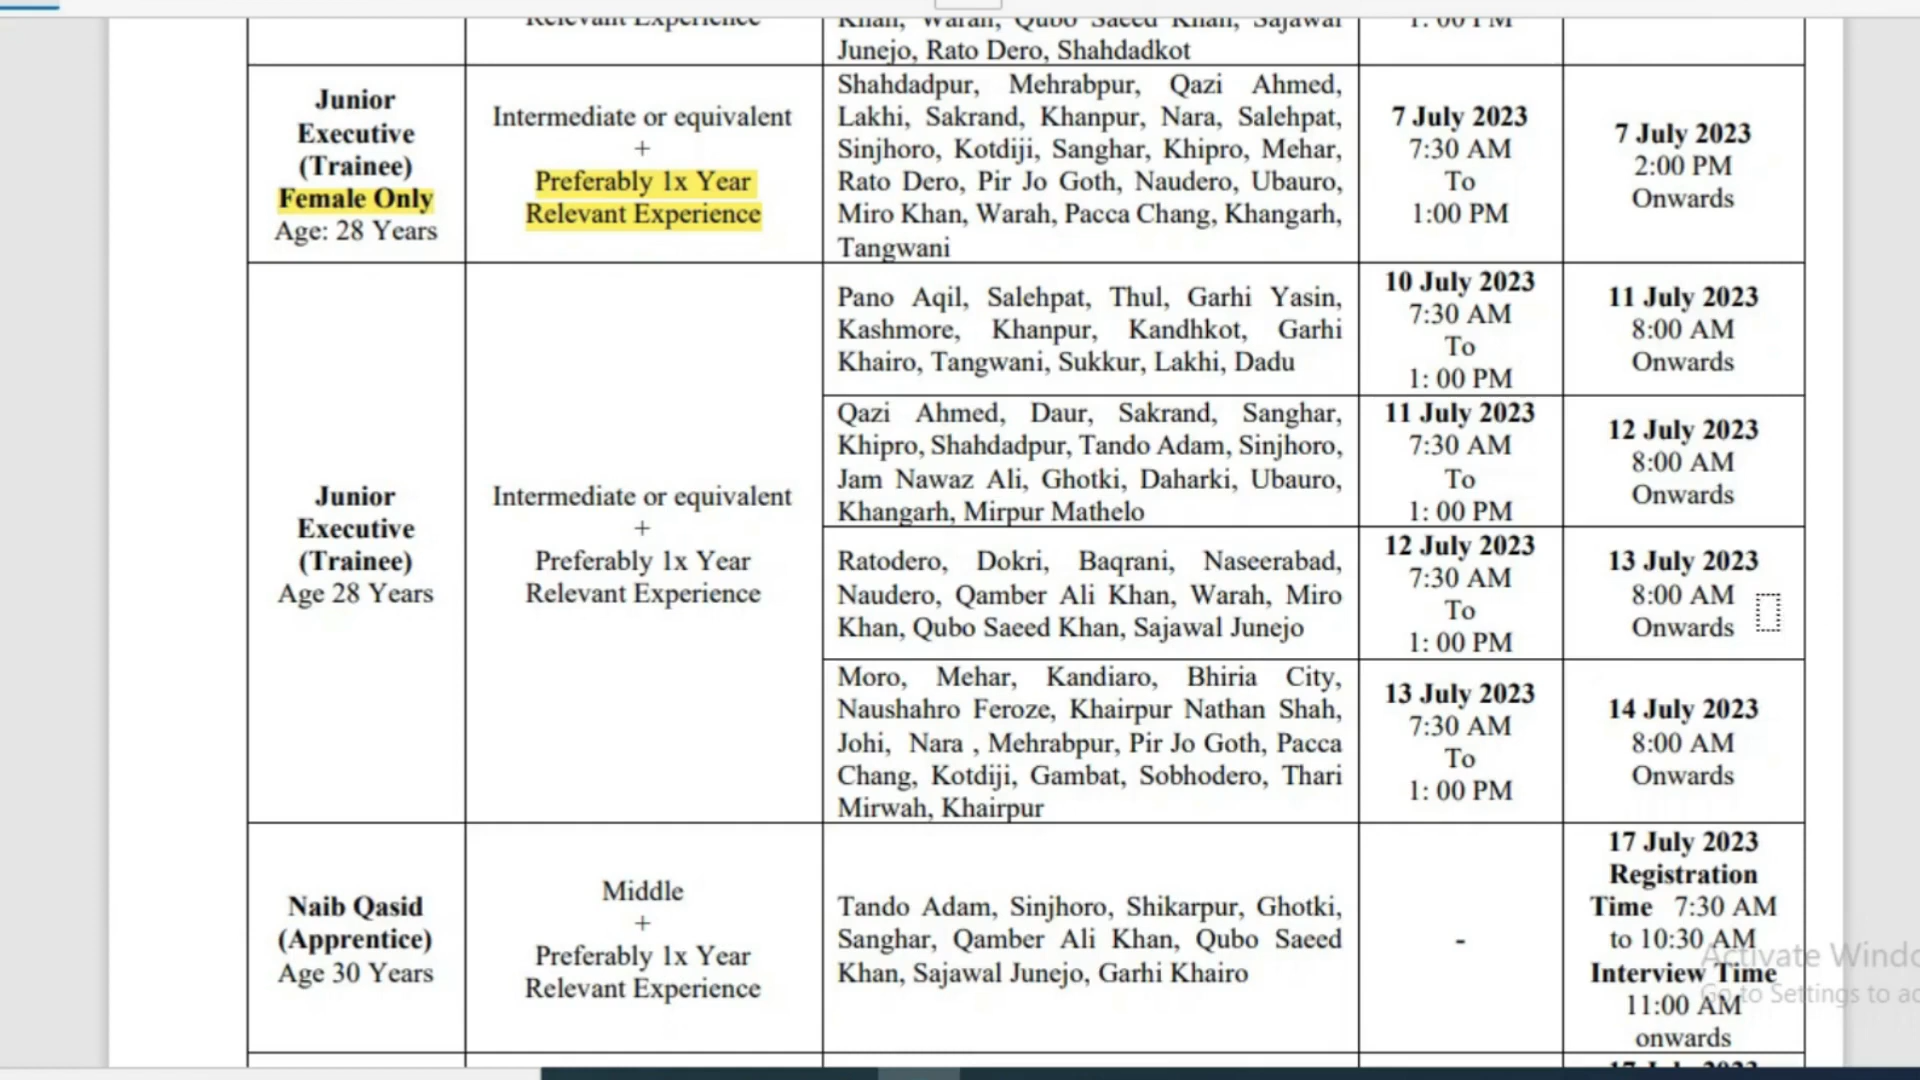 Relevant Experience
Khan, Warah, Qubo Saeed Khan, Sajawal
1: 00 PM
Junejo, Rato Dero, Shahdadkot
Junior
Executive
(Trainee)
Female Only
Age: 28 Years
Intermediate or equivalent
+
Preferably 1x Year
Relevant Experience
Shahdadpur, Mehrabpur, Qazi Ahmed,
Lakhi, Sakrand, Khanpur, Nara, Salehpat,
Sinjhoro, Kotdiji, Sanghar, Khipro, Mehar,
Rato Dero, Pir Jo Goth, Naudero, Ubauro,
Miro Khan, Warah, Pacca Chang, Khangarh,
Tangwani
7 July 2023
7:30 AM
To
1:00 PM
7 July 2023
2:00 PM
Onwards
Junior
Executive
(Trainee)
Age 28 Years
Intermediate or equivalent
+
Preferably 1x Year
Relevant Experience
Pano Aqil, Salehpat, Thul, Garhi Yasin,
Kashmore, Khanpur, Kandhkot, Garhi
Khairo, Tangwani, Sukkur, Lakhi, Dadu
10 July 2023
7:30 AM
To
1: 00 PM
11 July 2023
8:00 AM
Onwards
Qazi Ahmed, Daur, Sakrand, Sanghar,
Khipro, Shahdadpur, Tando Adam, Sinjhoro,
Jam Nawaz Ali, Ghotki, Daharki, Ubauro,
Khangarh, Mirpur Mathelo
11 July 2023
7:30 AM
To
1: 00 PM
12 July 2023
8:00 AM
Onwards
Ratodero, Dokri, Baqrani, Naseerabad,
Naudero, Qamber Ali Khan, Warah, Miro
Khan, Qubo Saeed Khan, Sajawal Junejo
12 July 2023
7:30 AM
To
1: 00 PM
13 July 2023
8:00 AM
Onwards
Moro, Mehar, Kandiaro, Bhiria City,
Naushahro Feroze, Khairpur Nathan Shah,
Johi, Nara , Mehrabpur, Pir Jo Goth, Pacca
Chang, Kotdiji, Gambat, Sobhodero, Thari
Mirwah, Khairpur
13 July 2023
7:30 AM
To
1: 00 PM
14 July 2023
8:00 AM
Onwards
Naib Qasid
(Apprentice)
Age 30 Years
Middle
+
Preferably 1x Year
Relevant Experience
Tando Adam, Sinjhoro, Shikarpur, Ghotki,
Sanghar, Qamber Ali Khan, Qubo Saeed
Khan, Sajawal Junejo, Garhi Khairo
-
17 July 2023
Registration
Time 7:30 AM
to 10:30 AM
Interview Time
11:00 AM
onwards
17 July 2023
Activate Windo
Go to Settings to ac